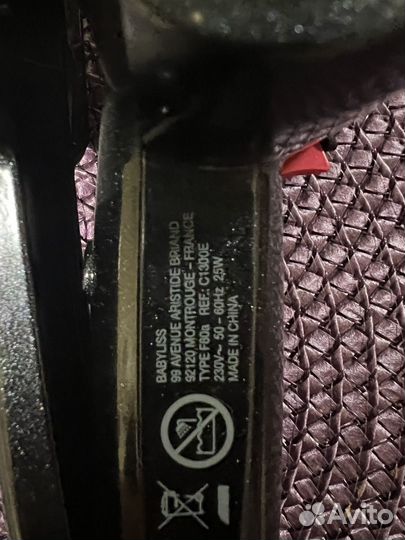 BABYLISS
99 AVENUE ARISTIDE BRIAND
92120 MONTROUGE - FRANCE
TYPE F80a REF. C1300E
230V~ 50 - 60Hz 25W
MADE IN CHINA
Avito